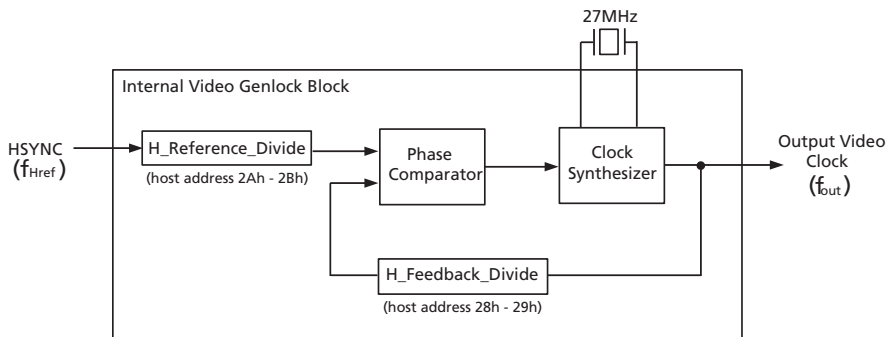 27MHz
Internal Video Genlock Block
HSYNC
(fHref)
H_Reference_Divide
(host address 2Ah - 2Bh)
Phase
Comparator
Clock
Synthesizer
Output Video
Clock
(fout)
H_Feedback_Divide
(host address 28h - 29h)